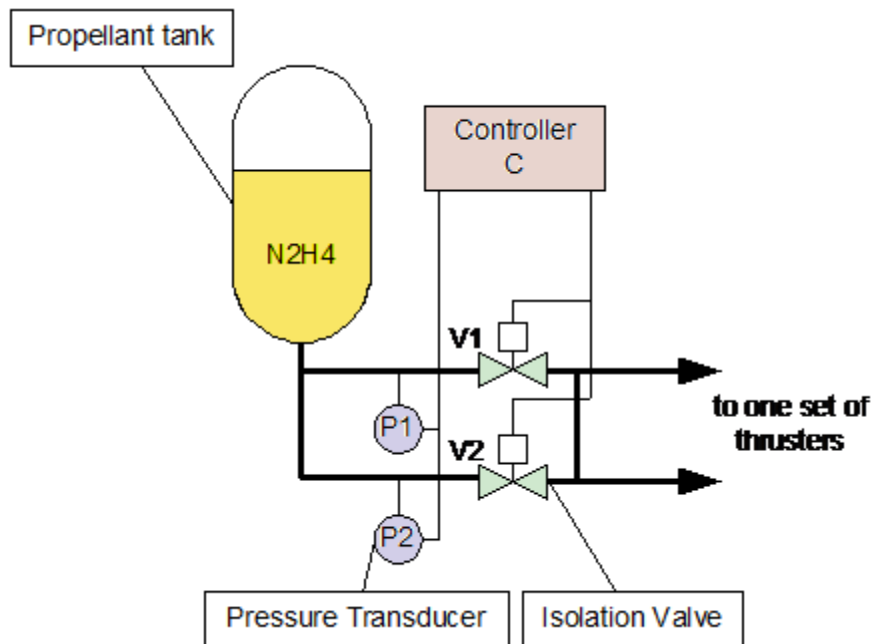 Propellant tank
Controller
C
N2H4
V1
P1
V2
to one set of
thrusters
P2
Pressure Transducer
Isolation Valve